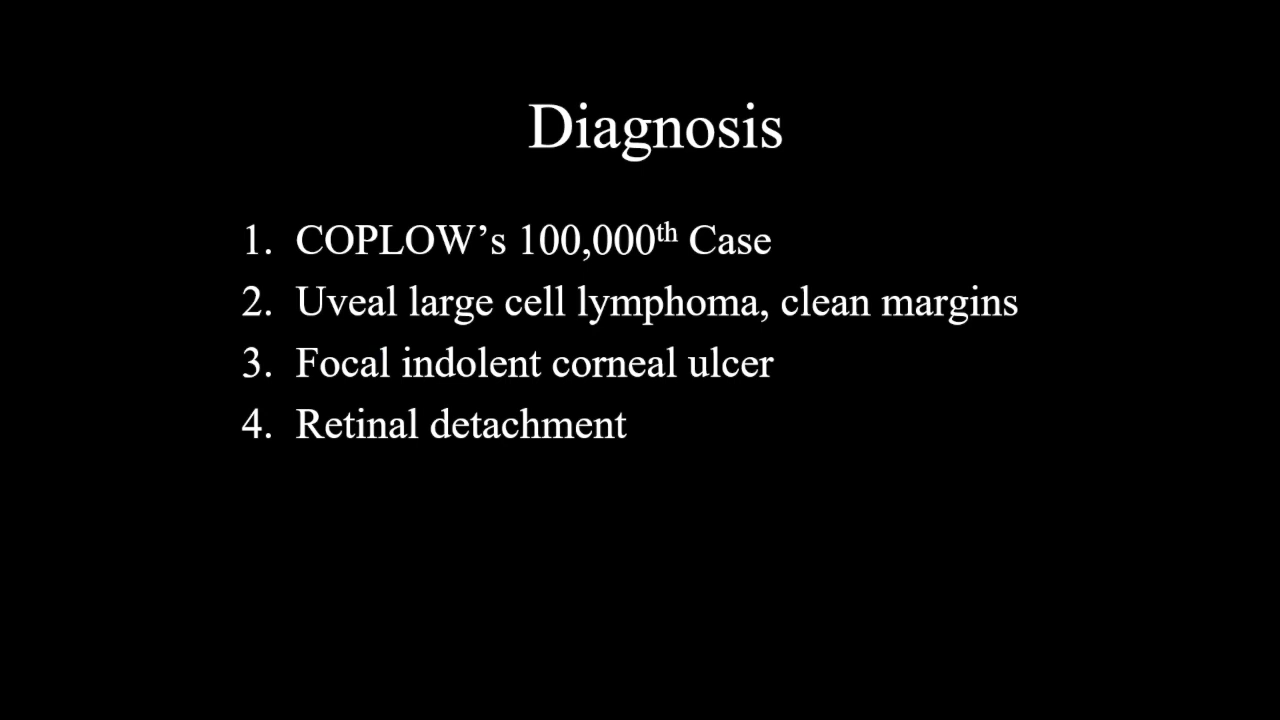 Diagnosis
1. COPLOW’s 100,000th Case
2. Uveal large cell lymphoma, clean margins
3. Focal indolent corneal ulcer
4. Retinal detachment